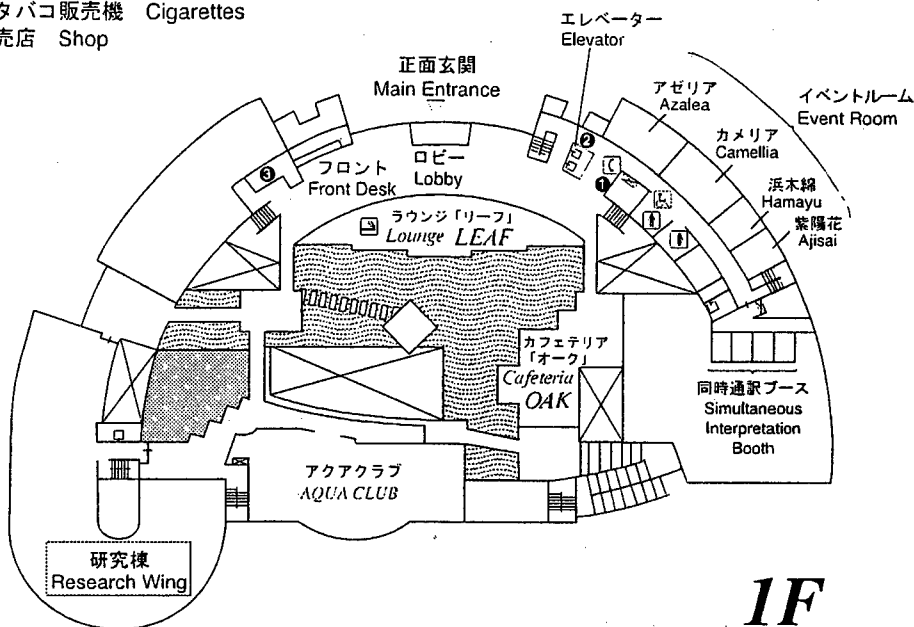 タバコ販売機 Cigarettes
売店 Shop
エレベーター
Elevator
正面玄関
Main Entrance
アゼリア
Azalea
イベントルーム
Event Room
カメリア
Camellia
浜木綿
Hamayu
紫陽花
Ajisai
❷
❶
❸
フロント
Front Desk
ロビー
Lobby
ラウンジ「リーフ」
Lounge LEAF
カフェテリア
「オーク」
Cafeteria
OAK
同時通訳ブース
Simultaneous
Interpretation
Booth
アクアクラブ
AQUA CLUB
研究棟
Research Wing
1F